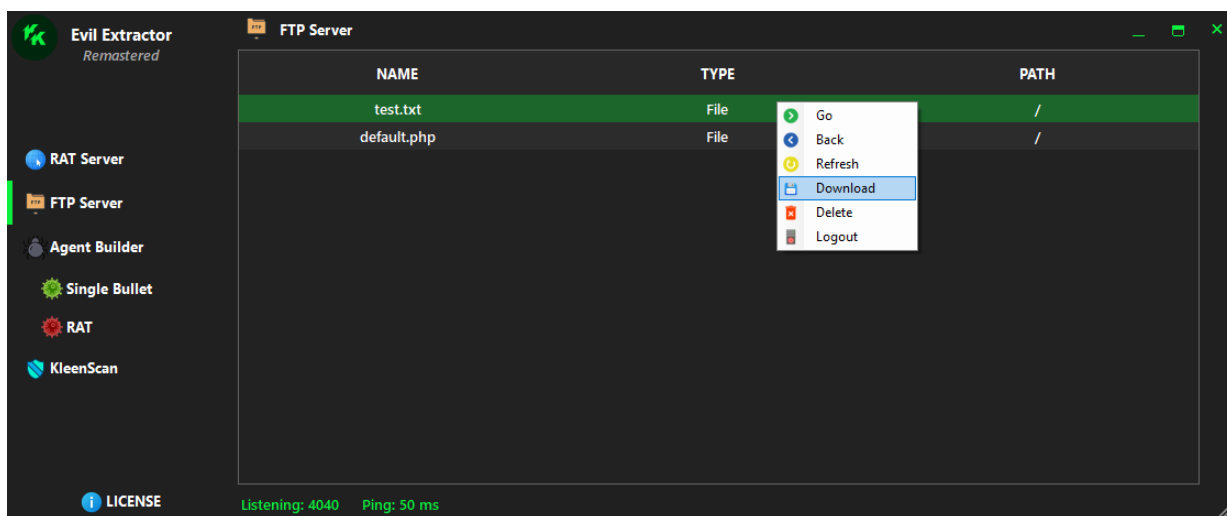 Evil Extractor
Remastered
FTP Server
NAME TYPE PATH
test.txt File /
default.php File /
Go
Back
Refresh
Download
Delete
Logout
RAT Server
FTP Server
Agent Builder
Single Bullet
RAT
KleenScan
LICENSE
Listening: 4040 Ping: 50 ms